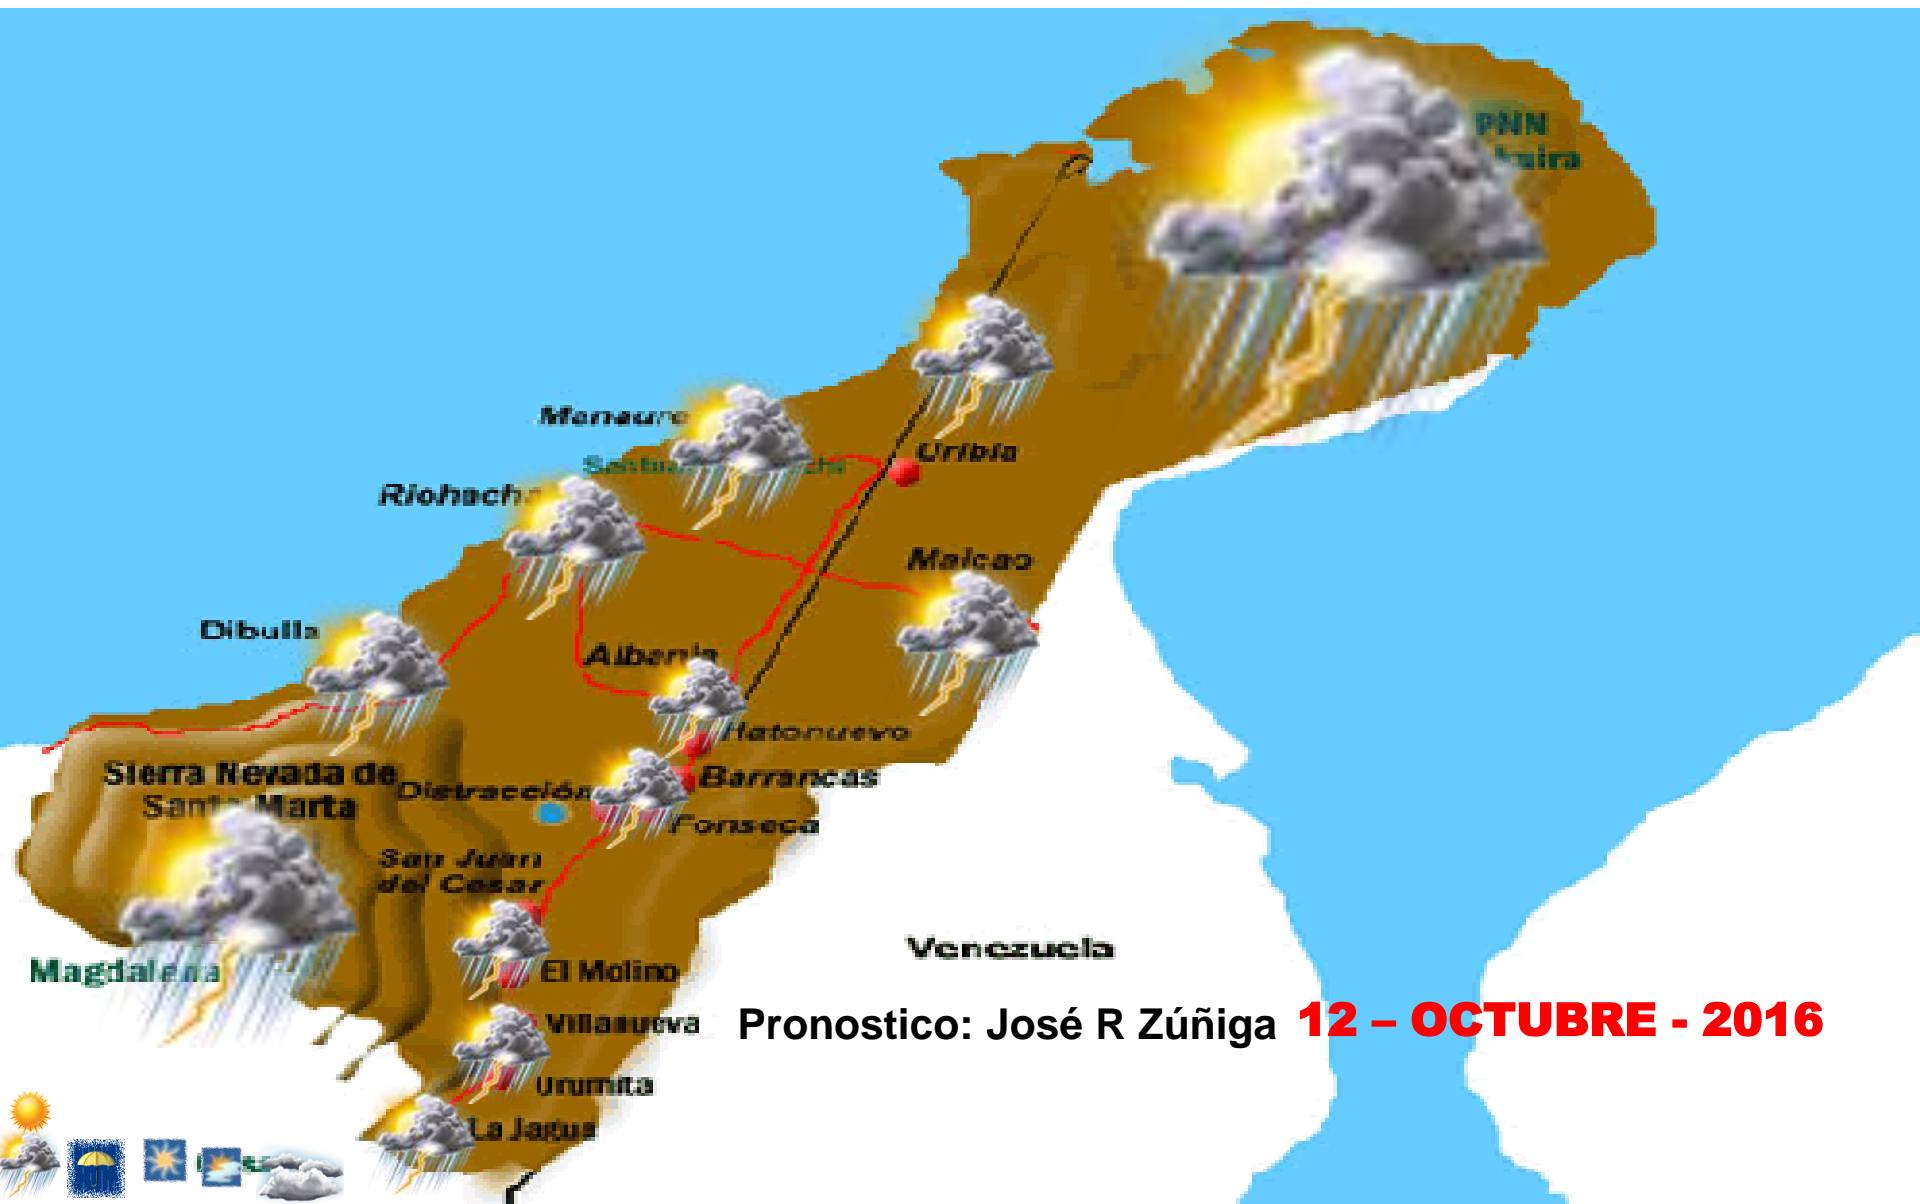 PNN
Manaure
Uribia
Riohacha
Maicao
Dibulla
Albania
Hatonuevo
Sierra Nevada de
Santa Marta
Distracción
Barrancas
Fonseca
San Juan
del Cesar
Venezuela
Magdalena
El Molino
Villanueva
Pronostico: José R Zúñiga 12 – OCTUBRE - 2016
Urumita
La Jagua